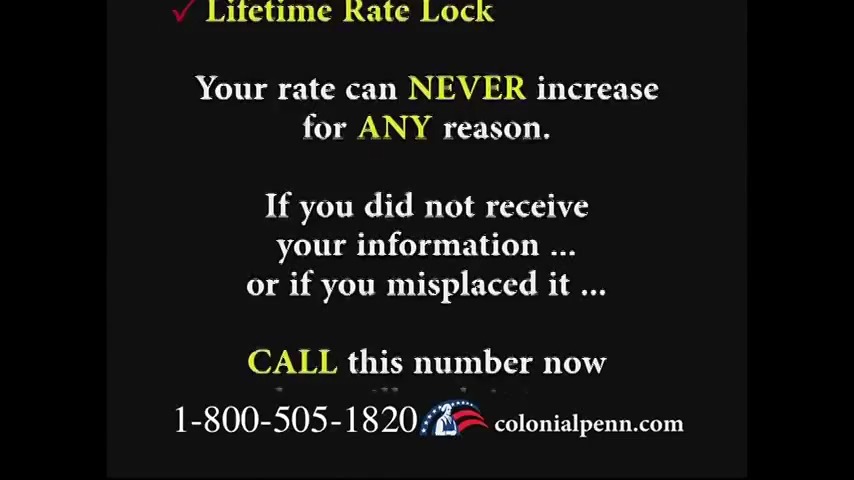 ✓ Lifetime Rate Lock
Your rate can NEVER increase
for ANY reason.
If you did not receive
your information ...
or if you misplaced it ...
CALL this number now
1-800-505-1820 colonialpenn.com